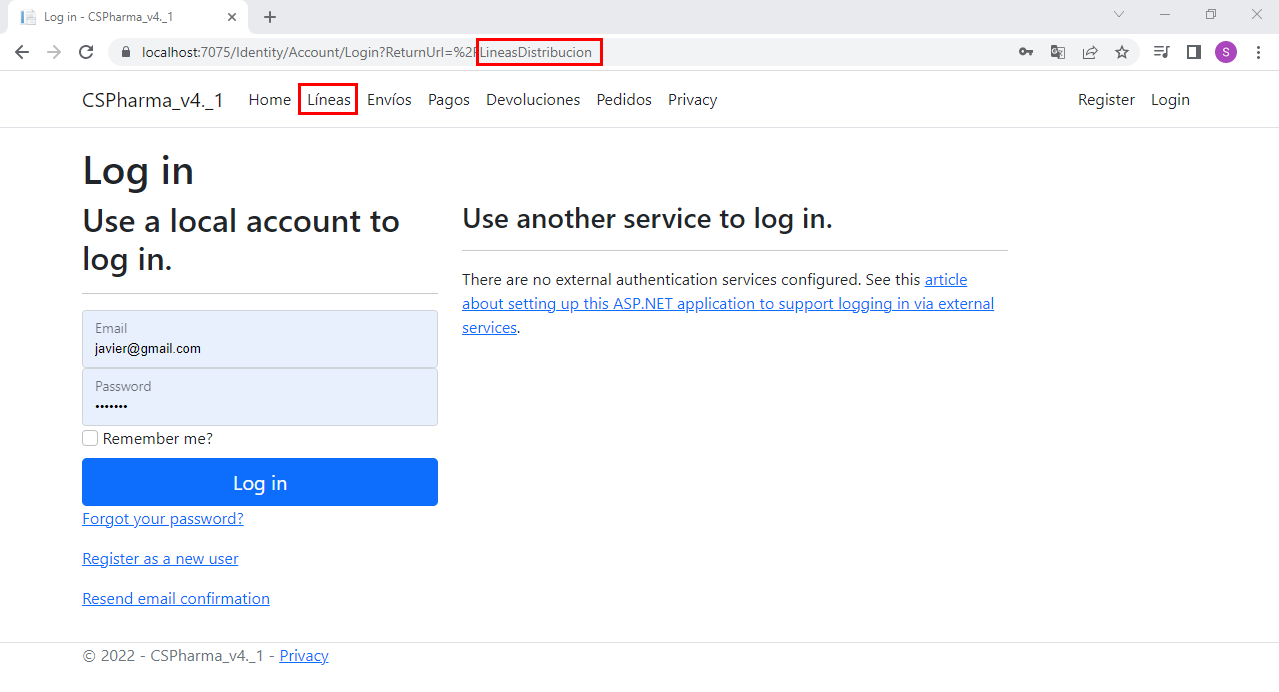 Log in - CSPharma_v4._1
localhost:7075/Identity/Account/Login?ReturnUrl=%2FLineasDistribucion
S
CSPharma_v4._1 Home Líneas Envíos Pagos Devoluciones Pedidos Privacy Register Login
Log in
Use a local account to
log in.
Email
javier@gmail.com
Password
•••••••
Remember me?
Log in
Forgot your password?
Register as a new user
Resend email confirmation
Use another service to log in.
There are no external authentication services configured. See this article
about setting up this ASP.NET application to support logging in via external
services.
© 2022 - CSPharma_v4._1 - Privacy